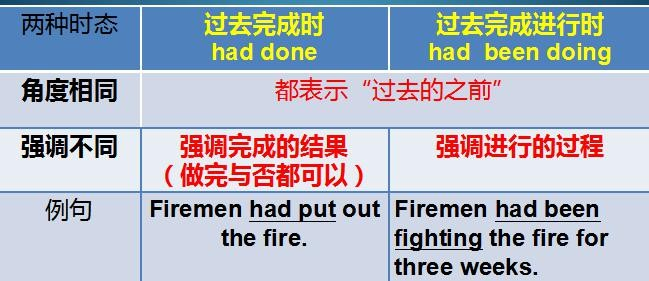 两种时态
过去完成时
had done
过去完成进行时
had been doing
角度相同
都表示“过去的之前”
强调不同
强调完成的结果
（做完与否都可以）
强调进行的过程
例句
Firemen had put out
the fire.
Firemen had been
fighting the fire for
three weeks.